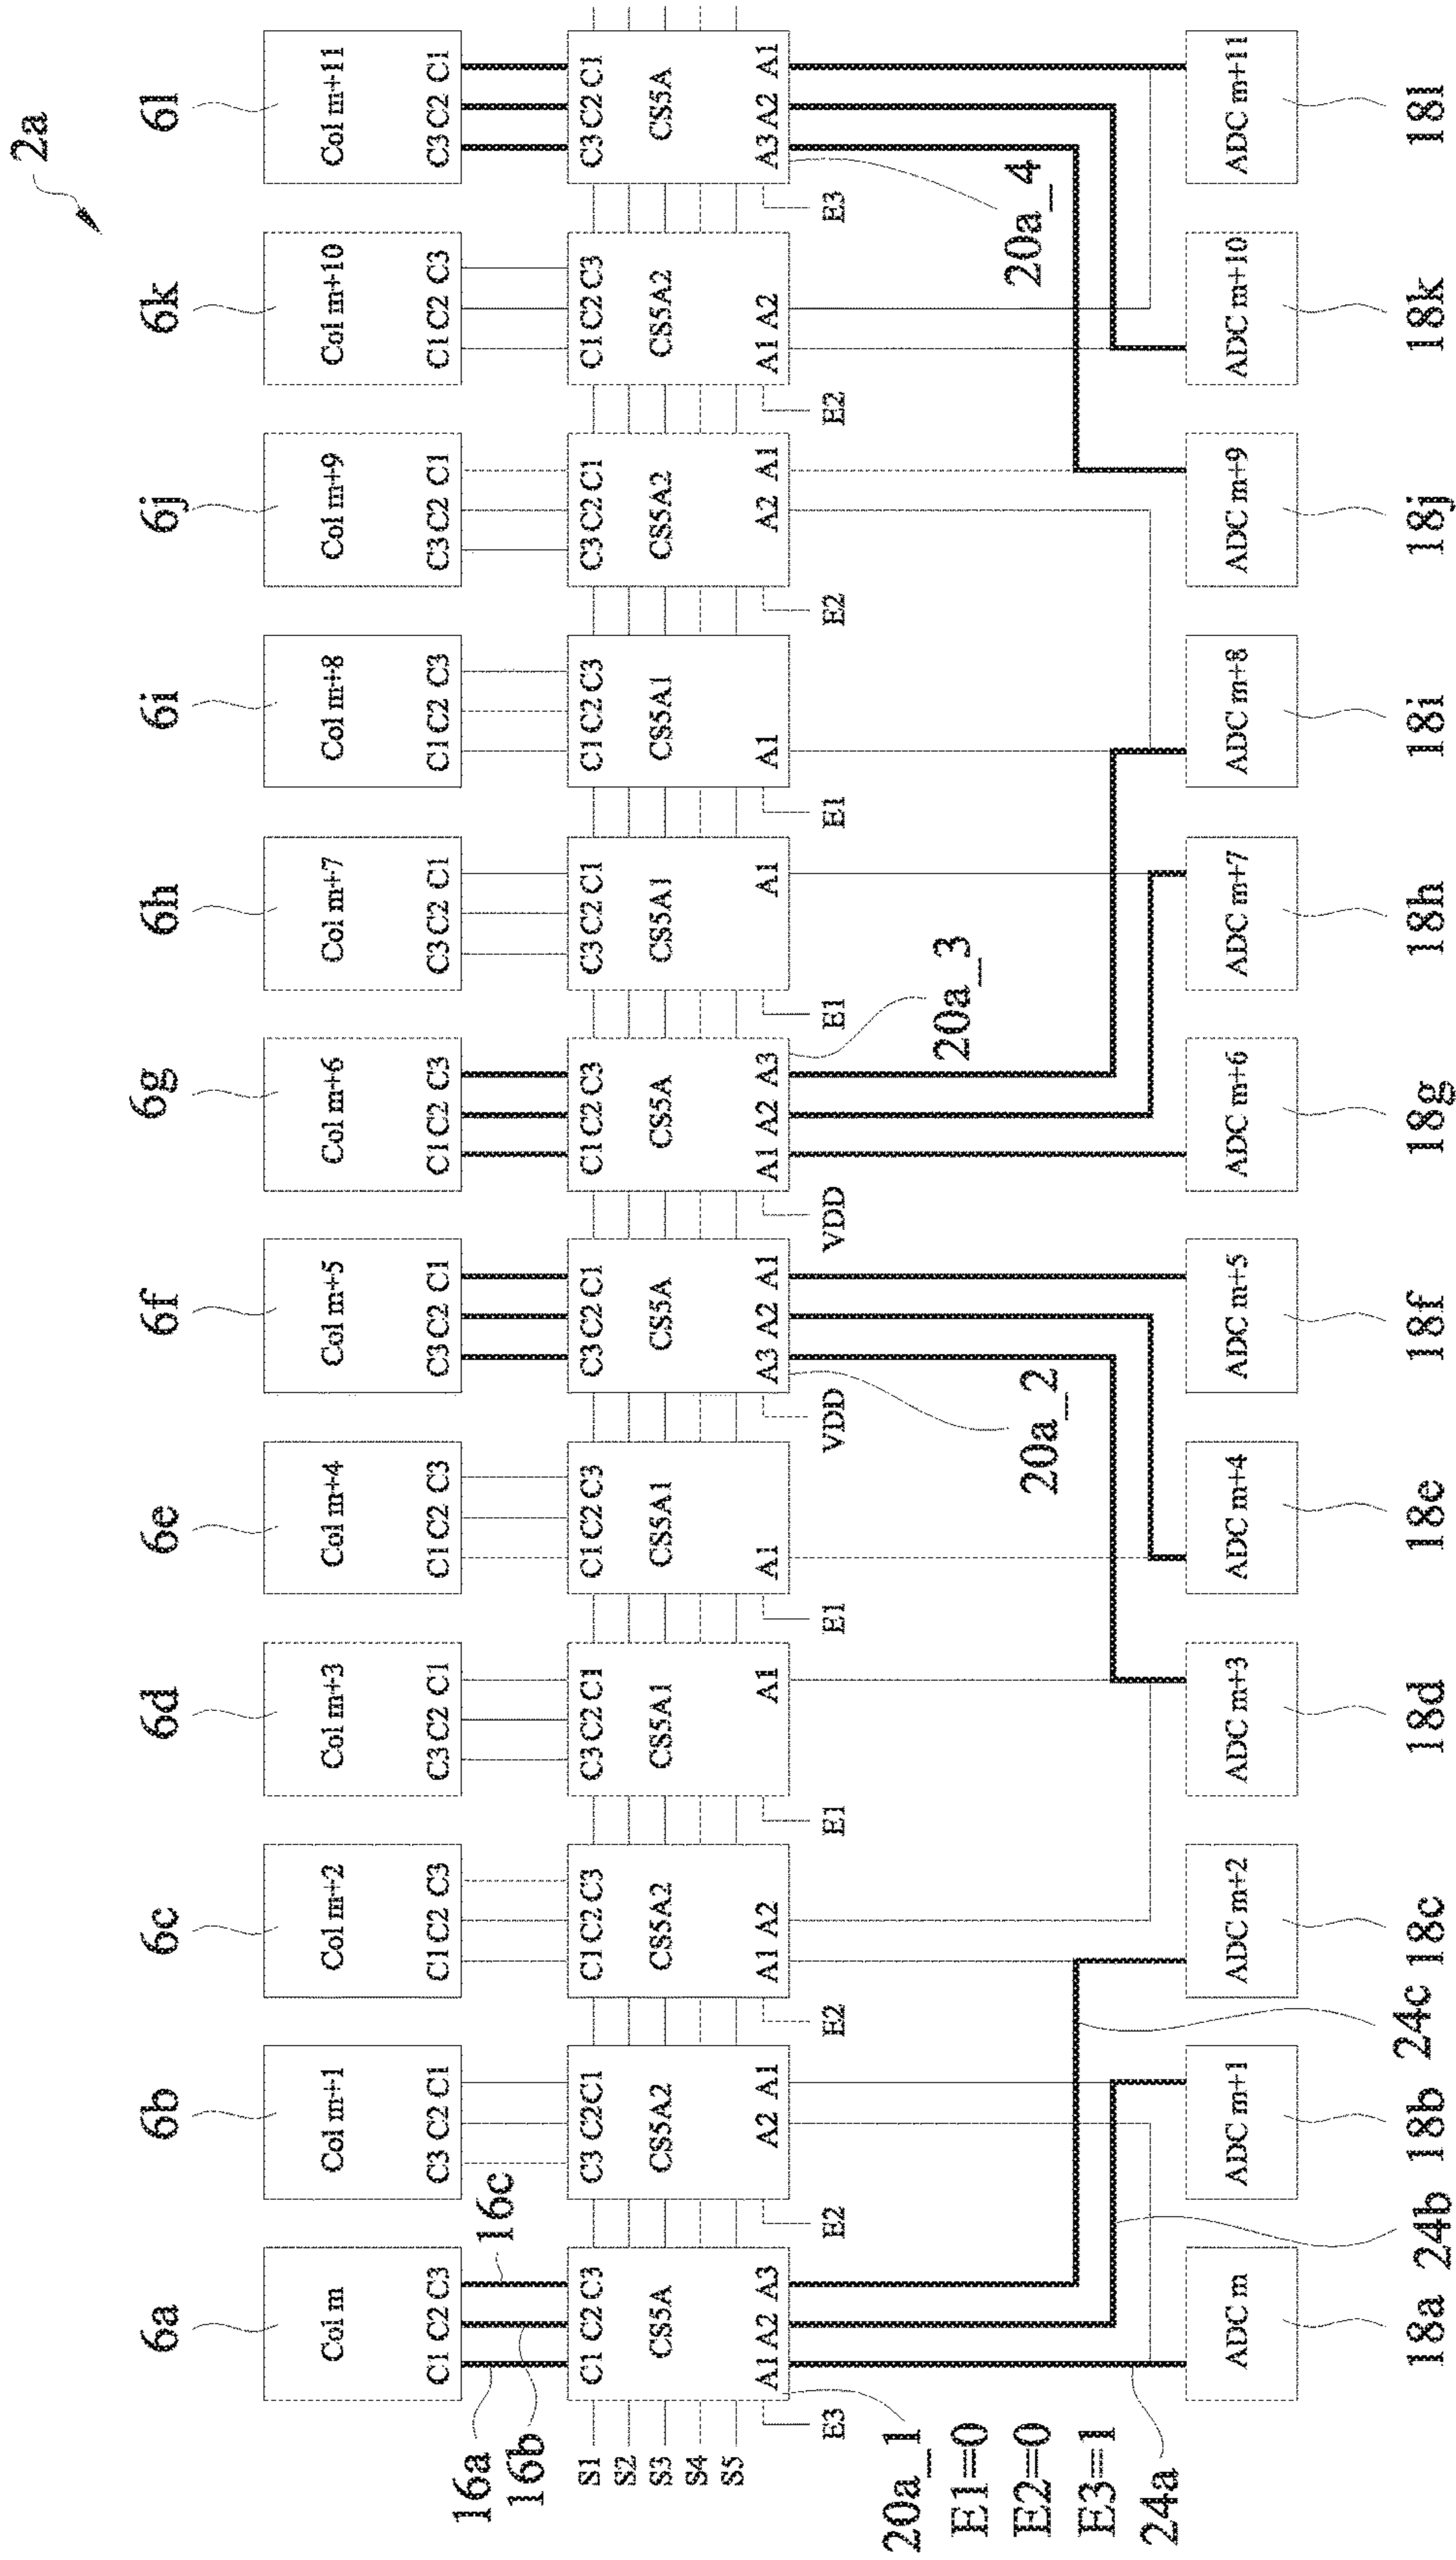 2a
6a 6b 6c 6d 6e 6f 6g 6h 6i 6j 6k 6l
Col m Col m+1 Col m+2 Col m+3 Col m+4 Col m+5 Col m+6 Col m+7 Col m+8 Col m+9 Col m+10 Col m+11
C1 C2 C3 C3 C2 C1 C1 C2 C3 C3 C2 C1 C1 C2 C3 C3 C2 C1 C1 C2 C3 C3 C2 C1 C1 C2 C3 C3 C2 C1 C1 C2 C3 C3 C2 C1
16a 16c
16b
S1 C1 C2 C3 C3 C2 C1 C1 C2 C3 C3 C2 C1 C1 C2 C3 C3 C2 C1 C1 C2 C3 C3 C2 C1 C1 C2 C3 C3 C2 C1 C1 C2 C3 C3 C2 C1
S2
S3 CS5A CS5A2 CS5A2 CS5A1 CS5A1 CS5A CS5A CS5A1 CS5A1 CS5A2 CS5A2 CS5A
S4
S5
A1 A2 A3 A2 A1 A1 A2 A1 A1 A3 A2 A1 A1 A2 A3 A1 A1 A2 A1 A1 A2 A3 A2 A1
E3 E2 E2 E1 E1 VDD VDD E1 E1 E2 E2 E3
20a_1 20a_2 20a_3 20a_4
E1=0
E2=0
E3=1
24a
ADC m ADC m+1 ADC m+2 ADC m+3 ADC m+4 ADC m+5 ADC m+6 ADC m+7 ADC m+8 ADC m+9 ADC m+10 ADC m+11
24b 24c
18a 18b 18c 18d 18e 18f 18g 18h 18i 18j 18k 18l